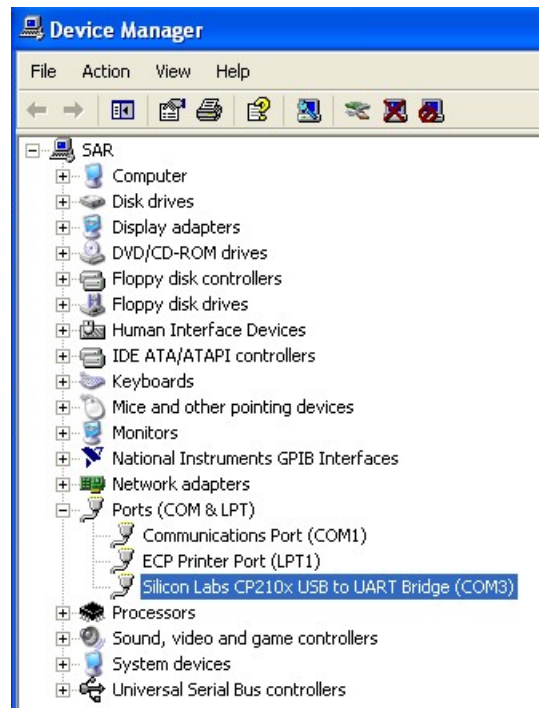 Device Manager
File Action View Help
SAR
Computer
Disk drives
Display adapters
DVD/CD-ROM drives
Floppy disk controllers
Floppy disk drives
Human Interface Devices
IDE ATA/ATAPI controllers
Keyboards
Mice and other pointing devices
Monitors
National Instruments GPIB Interfaces
Network adapters
Ports (COM & LPT)
Communications Port (COM1)
ECP Printer Port (LPT1)
Silicon Labs CP210x USB to UART Bridge (COM3)
Processors
Sound, video and game controllers
System devices
Universal Serial Bus controllers